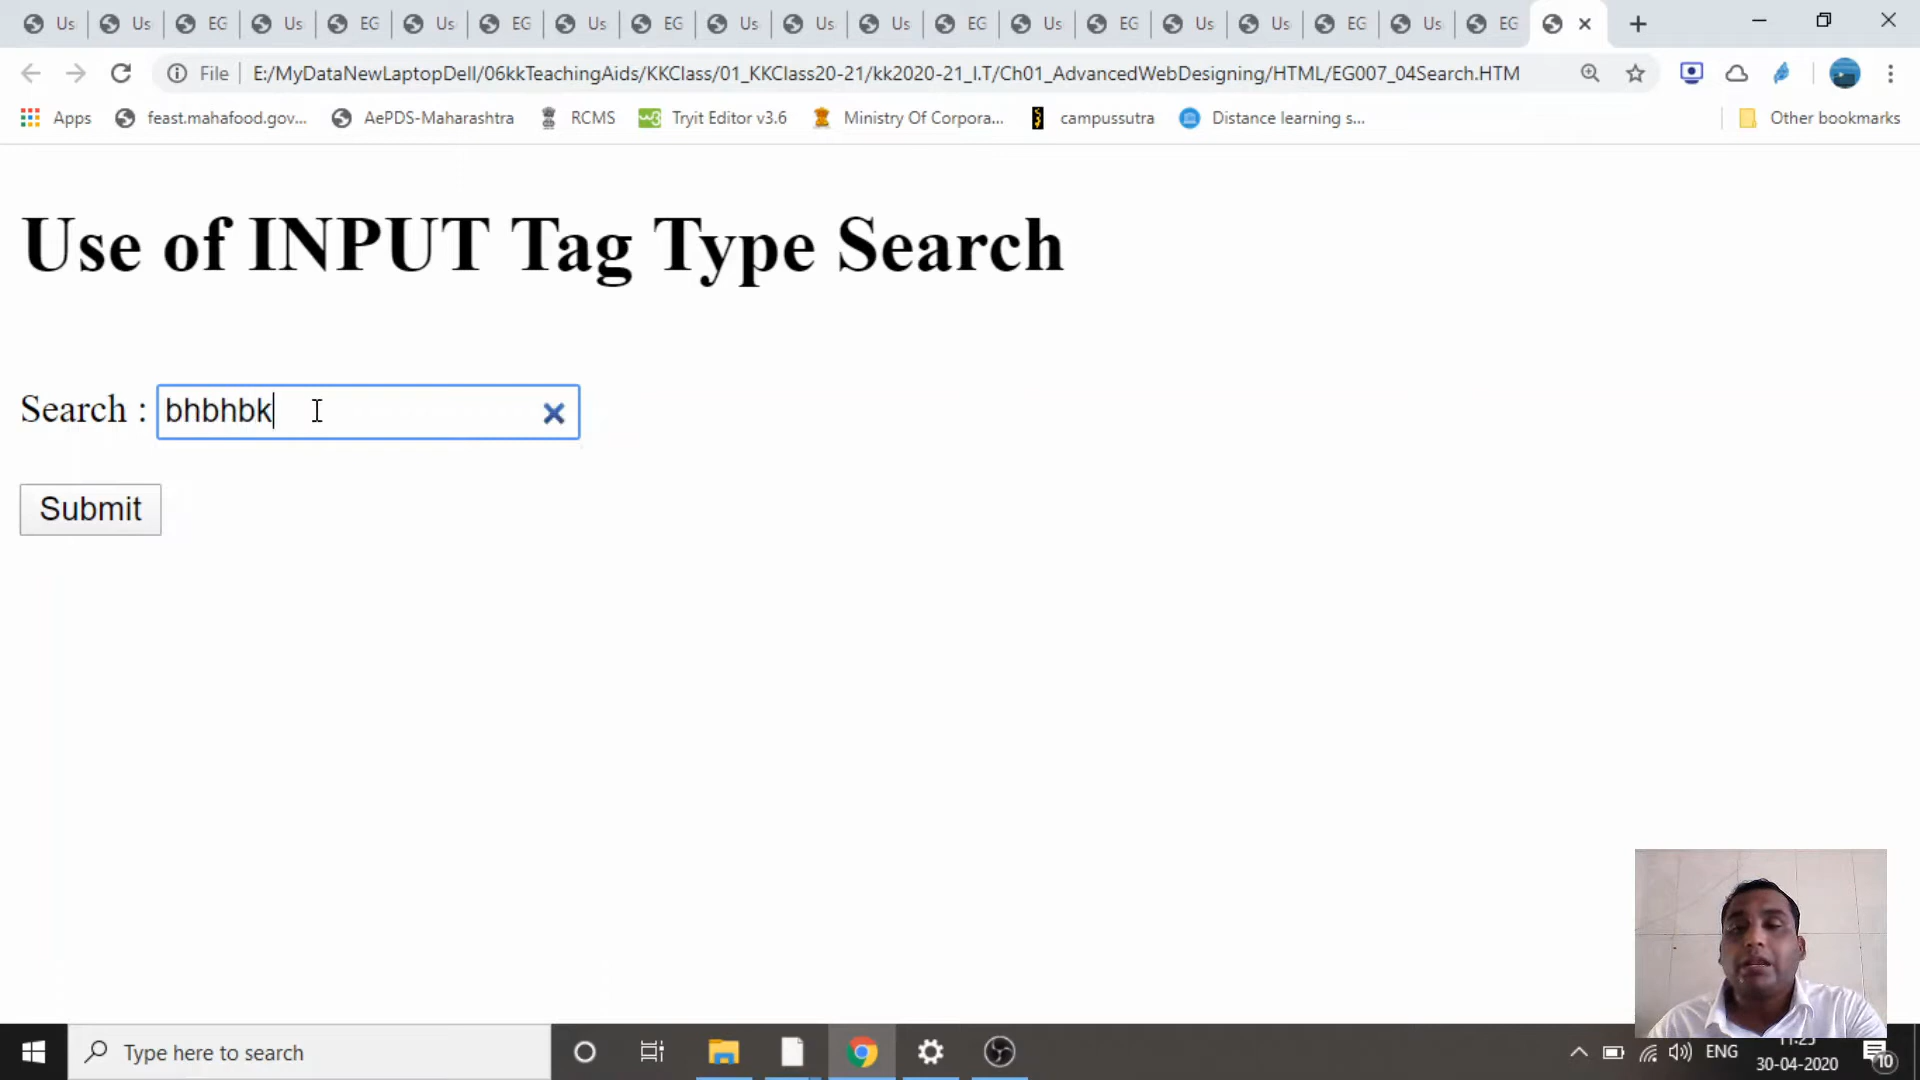 Us Us EG Us EG Us EG Us EG Us Us Us EG Us EG Us Us EG Us EG
File E:/MyDataNewLaptopDell/06kkTeachingAids/KKClass/01_KKClass20-21/kk2020-21_I.T/Ch01_AdvancedWebDesigning/HTML/EG007_04Search.HTM
Apps feast.mahafood.gov... AePDS-Maharashtra RCMS Tryit Editor v3.6 Ministry Of Corpora... campussutra Distance learning s... Other bookmarks
Use of INPUT Tag Type Search
Search : bhbhbk
Submit
Type here to search ENG 11:25
30-04-2020 10